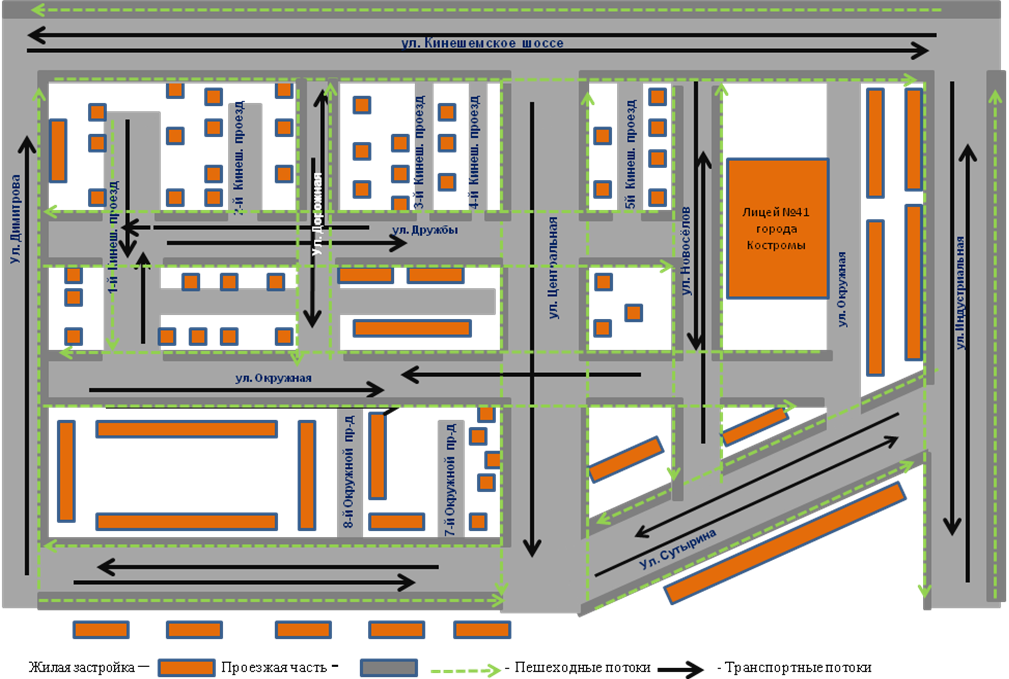 ул. Кинешемское шоссе
Ул. Димитрова
1-й Кинеш. проезд
2-й Кинеш. проезд
Ул. Дорожная
3-й Кинеш. проезд
4-й Кинеш. проезд
ул. Центральная
5й Кинеш. проезд
ул. Новосёлов
Лицей №41
города
Костромы
ул. Окружная
ул. Индустриальная
ул. Дружбы
ул. Окружная
8-й Окружной пр-д
7-й Окружной пр-д
Ул. Сутырина
Жилая застройка — Проезжая часть - - Пешеходные потоки - Транспортные потоки